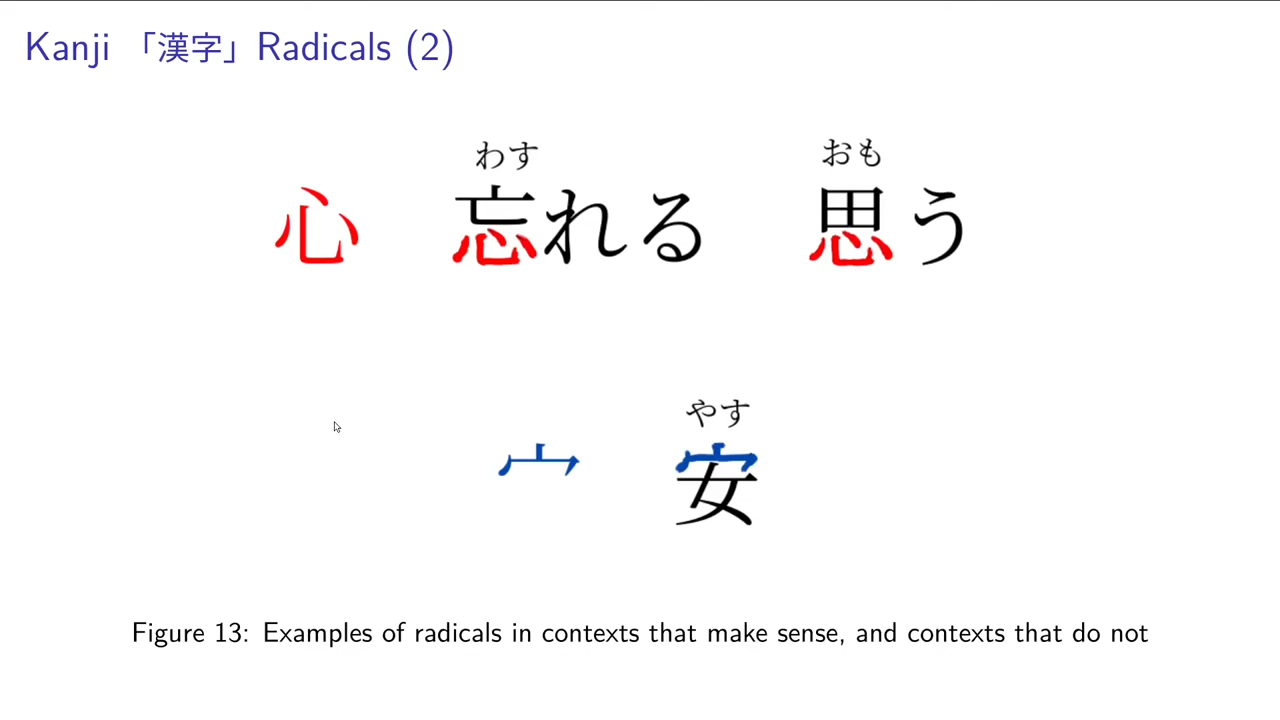 Kanji 「漢字」Radicals (2)
わす おも
心 忘れる 思う
やす
宀 安
Figure 13: Examples of radicals in contexts that make sense, and contexts that do not